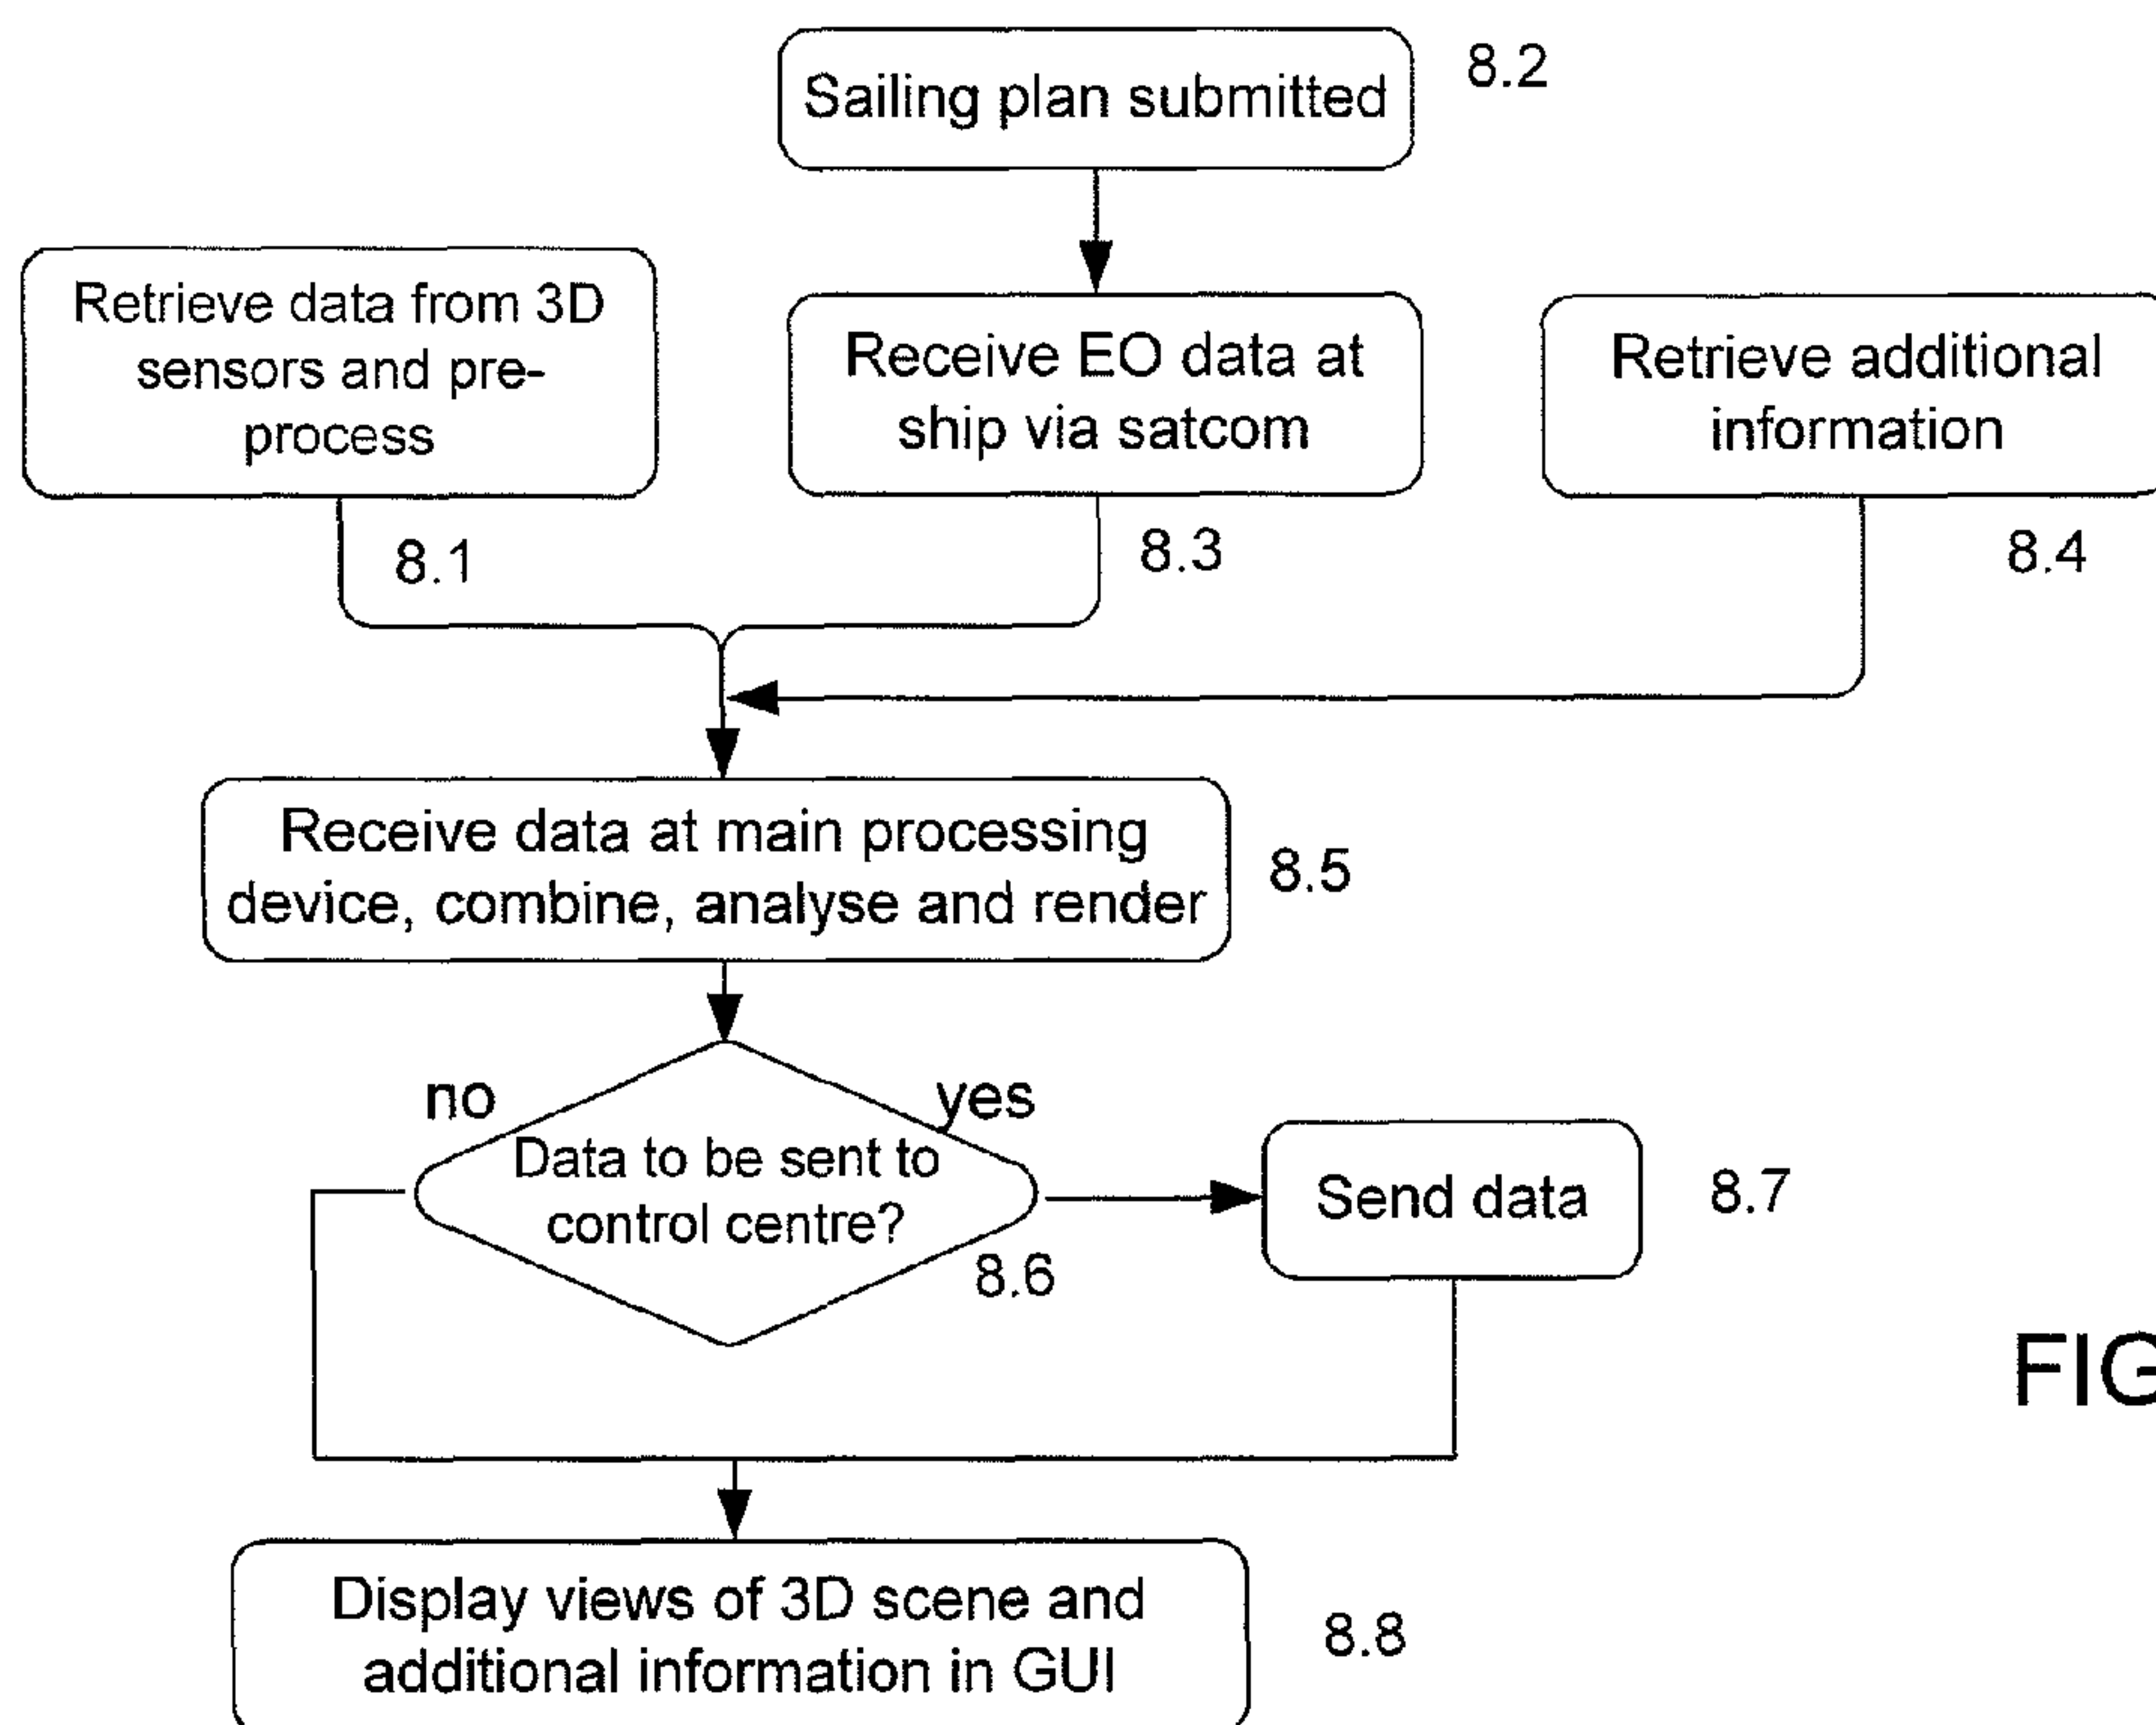 Sailing plan submitted
8.2
Retrieve data from 3D
sensors and pre-
process
8.1
Receive EO data at
ship via satcom
8.3
Retrieve additional
information
8.4
Receive data at main processing
device, combine, analyse and render
8.5
no
yes
Data to be sent to
control centre?
8.6
Send data
8.7
FIG
Display views of 3D scene and
additional information in GUI
8.8